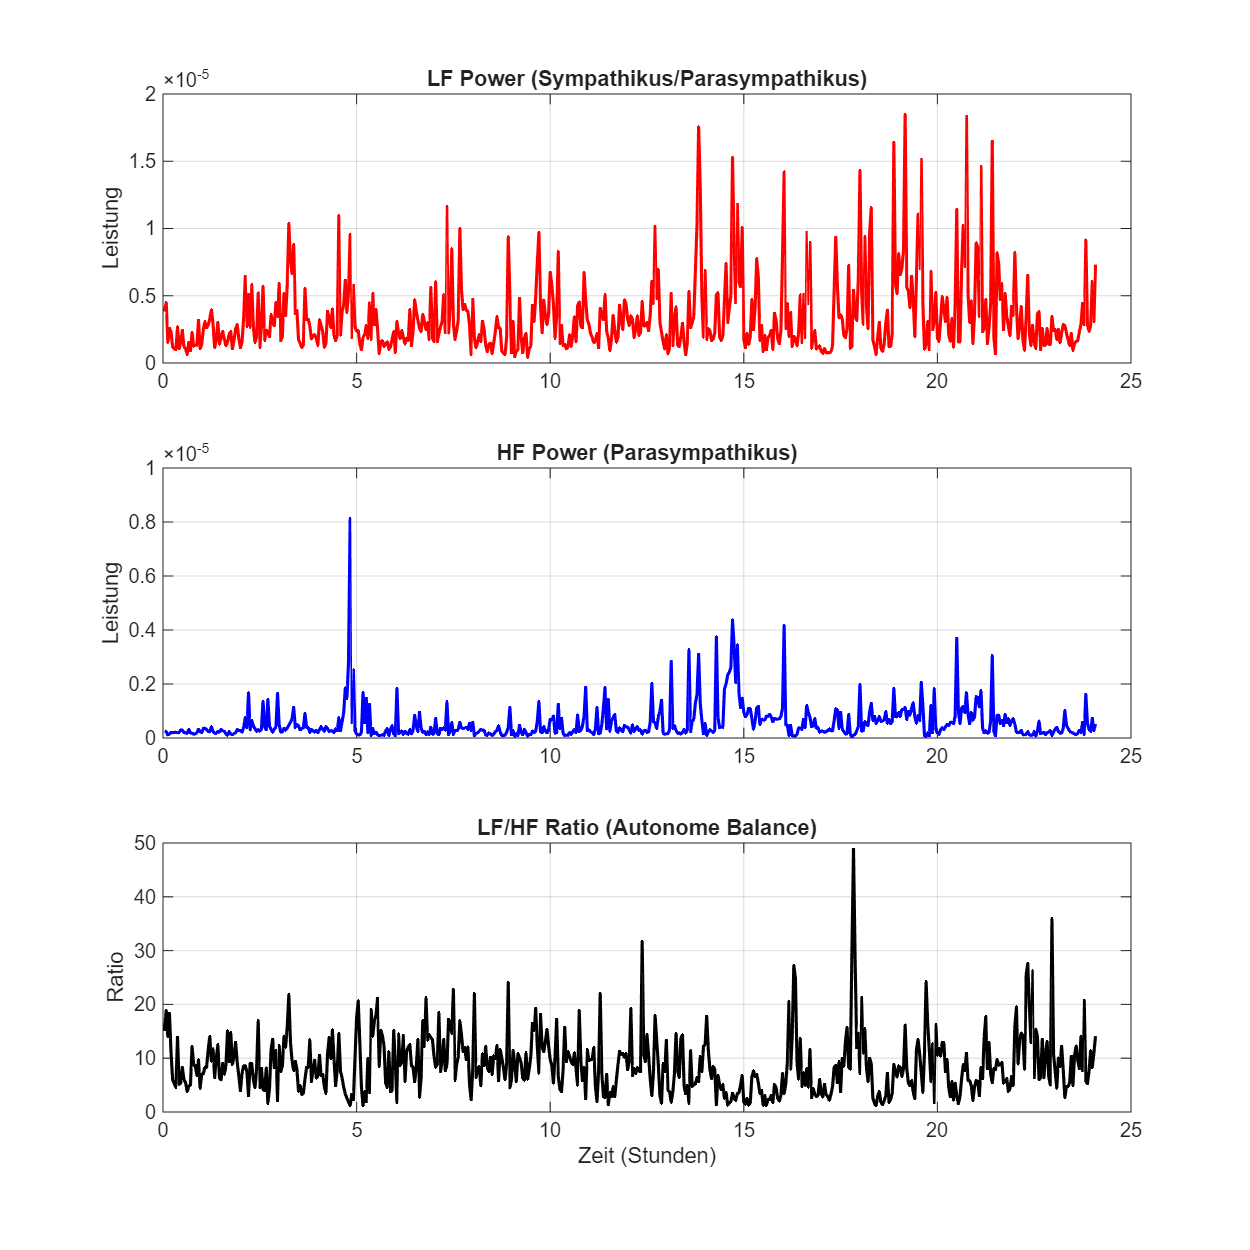 ×10-5
LF Power (Sympathikus/Parasympathikus)
2
1.5
1
0.5
0
Leistung
0 5 10 15 20 25
×10-5
HF Power (Parasympathikus)
1
0.8
0.6
0.4
0.2
0
Leistung
0 5 10 15 20 25
LF/HF Ratio (Autonome Balance)
50
40
30
20
10
0
Ratio
0 5 10 15 20 25
Zeit (Stunden)